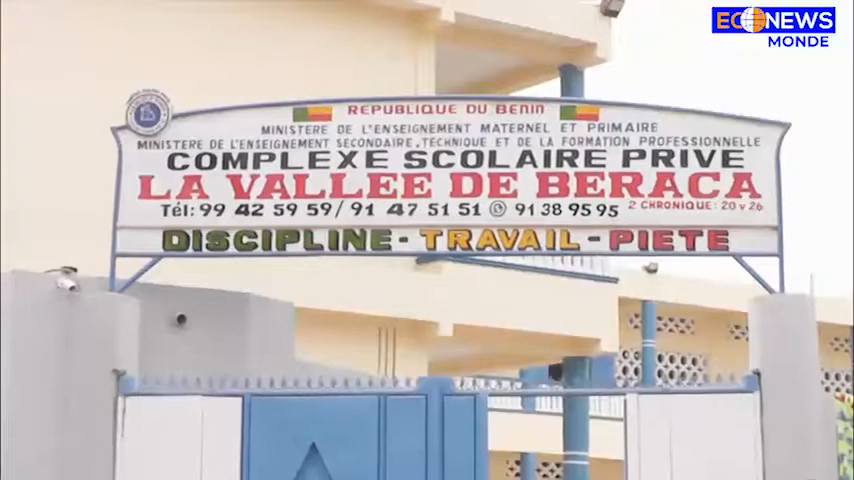 ECONEWS
MONDE
REPUBLIQUE DU BENIN
MINISTERE DE L'ENSEIGNEMENT MATERNEL ET PRIMAIRE
MINISTERE DE L'ENSEIGNEMENT SECONDAIRE, TECHNIQUE ET DE LA FORMATION PROFESSIONNELLE
COMPLEXE SCOLAIRE PRIVE
LA VALLEE DE BERACA
Tél: 99 42 59 59/ 91 47 51 51 91 38 95 95 2 CHRONIQUE: 20 v 26
DISCIPLINE - TRAVAIL - PIETE